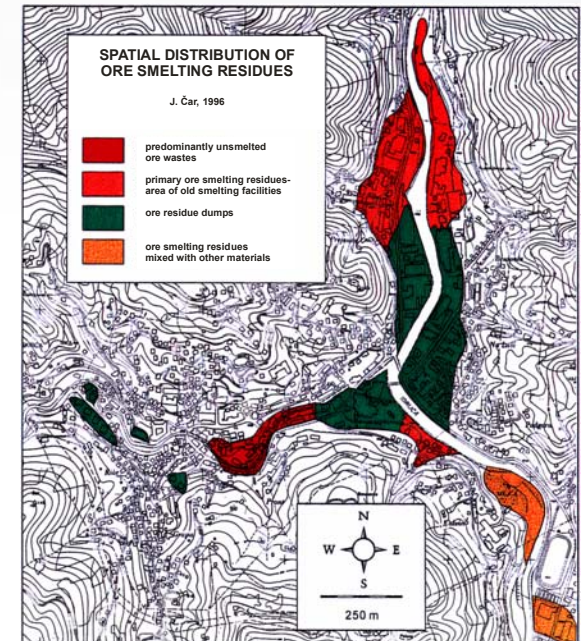 SPATIAL DISTRIBUTION OF
ORE SMELTING RESIDUES
J. Čar, 1996
predominantly unsmelted
ore wastes
primary ore smelting residues-
area of old smelting facilities
ore residue dumps
ore smelting residues
mixed with other materials
IDRIJCA
N
W E
S
250 m